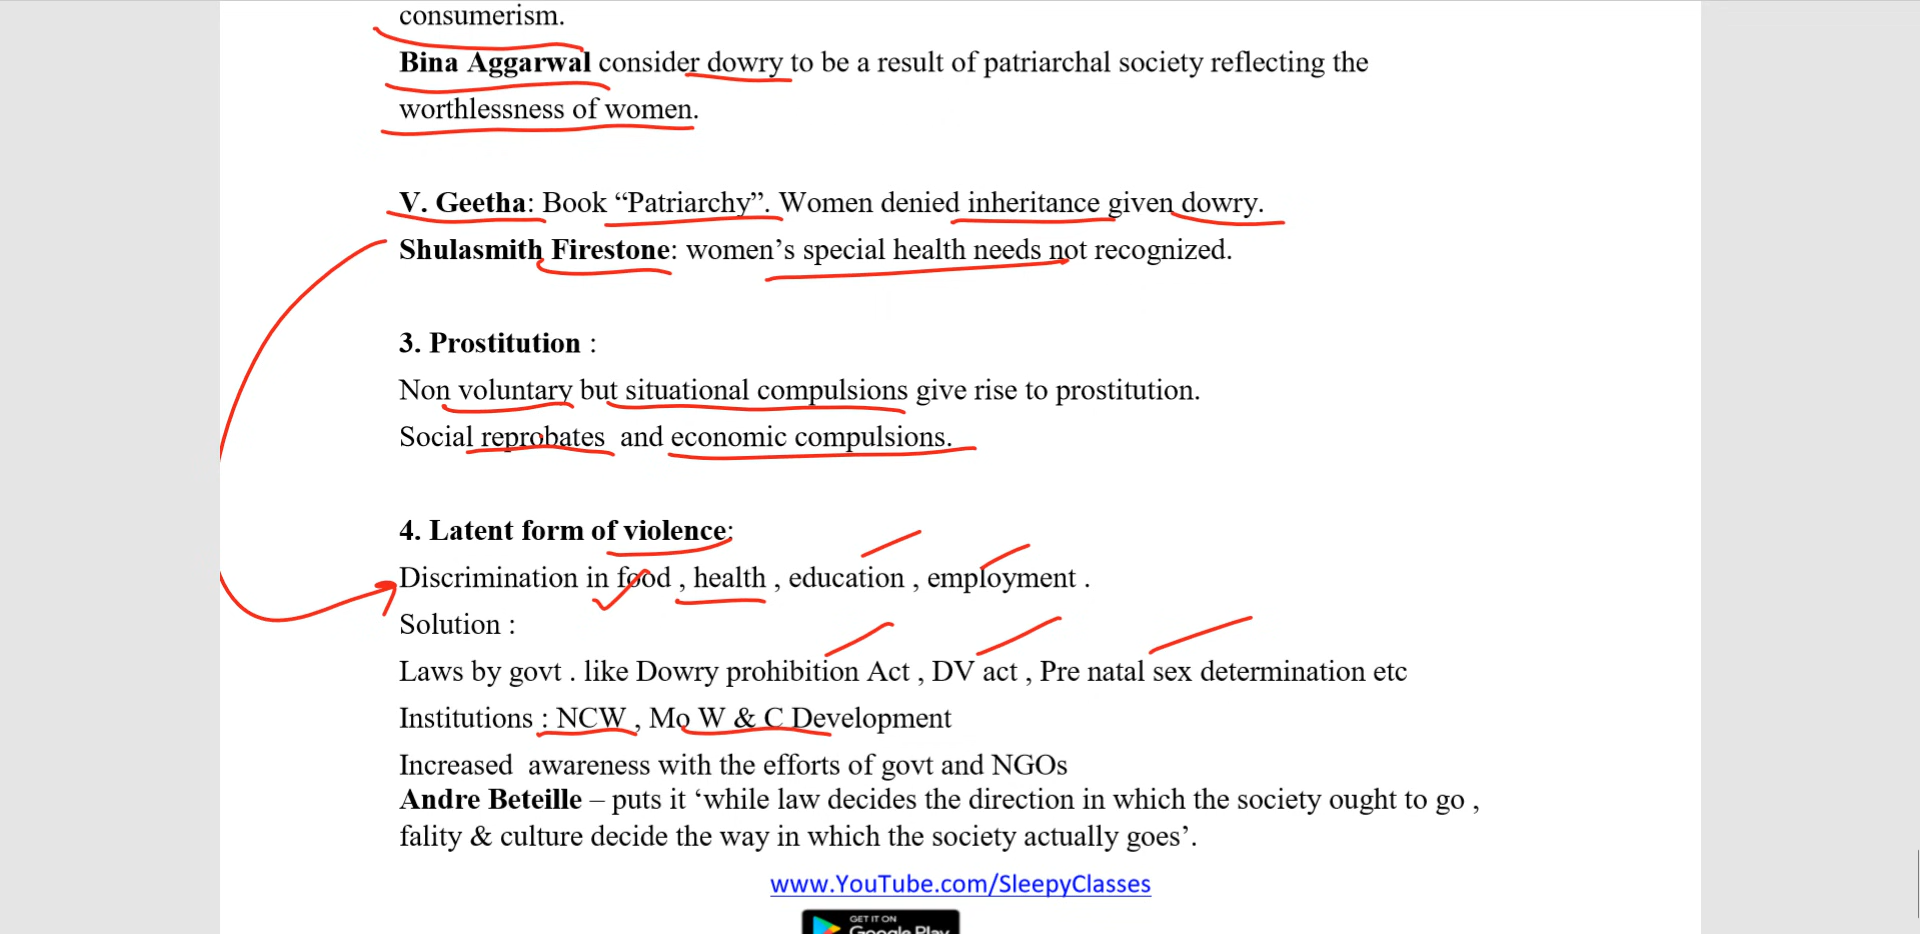 consumerism.
Bina Aggarwal consider dowry to be a result of patriarchal society reflecting the
worthlessness of women.
V. Geetha: Book “Patriarchy”. Women denied inheritance given dowry.
Shulasmith Firestone: women’s special health needs not recognized.
3. Prostitution :
Non voluntary but situational compulsions give rise to prostitution.
Social reprobates and economic compulsions.
4. Latent form of violence:
Discrimination in food , health , education , employment .
Solution :
Laws by govt . like Dowry prohibition Act , DV act , Pre natal sex determination etc
Institutions : NCW , Mo W & C Development
Increased awareness with the efforts of govt and NGOs
Andre Beteille – puts it ‘while law decides the direction in which the society ought to go ,
fality & culture decide the way in which the society actually goes’.
www.YouTube.com/SleepyClasses
GET IT ON
Google Play